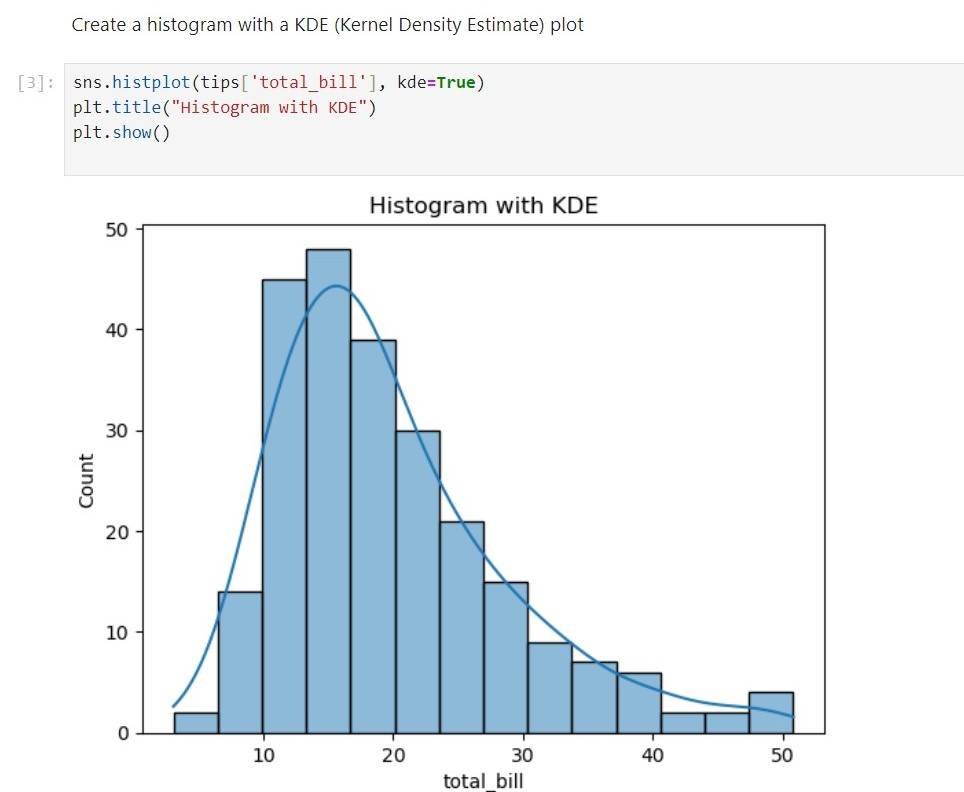 Create a histogram with a KDE (Kernel Density Estimate) plot
[3]:
sns.histplot(tips['total_bill'], kde=True)
plt.title("Histogram with KDE")
plt.show()
Histogram with KDE
50
40
30
20
10
0
Count
10 20 30 40 50
total_bill